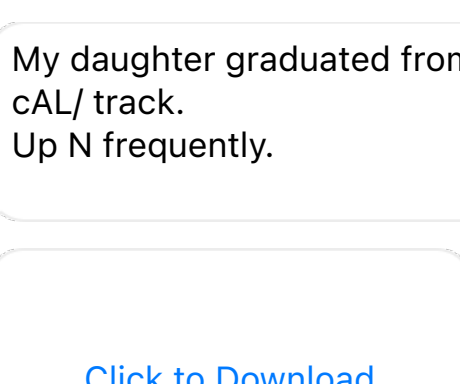 My daughter graduated from
cAL/ track.
Up N frequently.
Click to Download